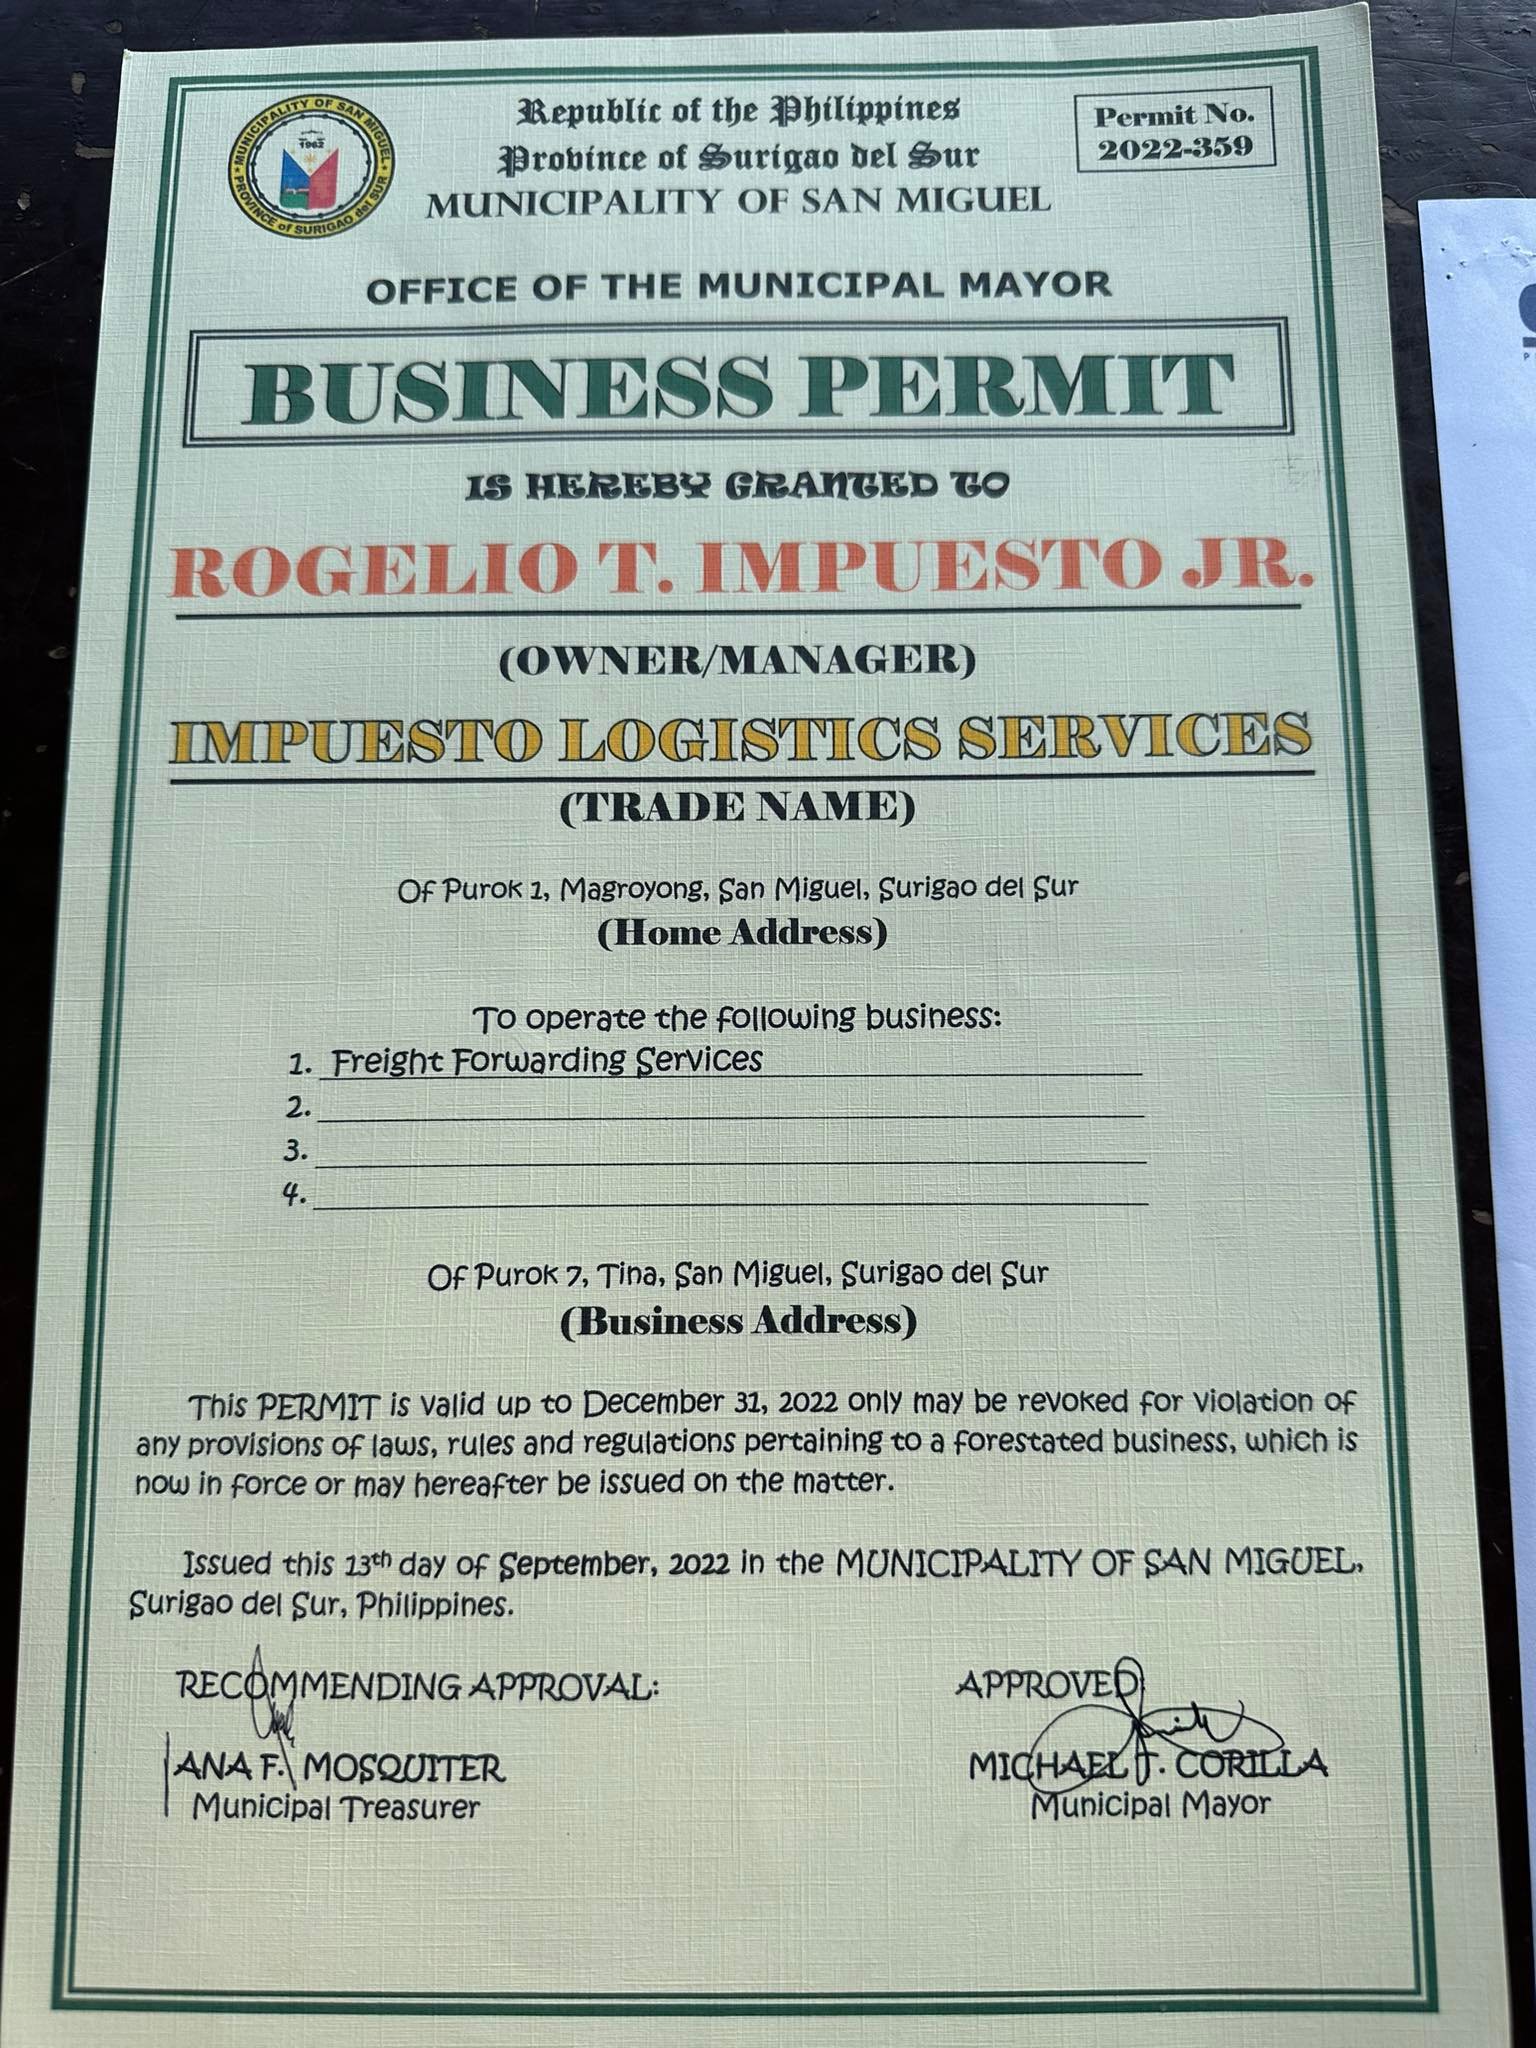 MUNICIPALITY OF SAN MIGUEL
1962
PROVINCE of SURIGAO del SUR
Republic of the Philippines
Province of Surigao del Sur
MUNICIPALITY OF SAN MIGUEL
Permit No.
2022-359
OFFICE OF THE MUNICIPAL MAYOR
BUSINESS PERMIT
IS HEREBY GRANTED TO
ROGELIO T. IMPUESTO JR.
(OWNER/MANAGER)
IMPUESTO LOGISTICS SERVICES
(TRADE NAME)
Of Purok 1, Magroyong, San Miguel, Surigao del Sur
(Home Address)
To operate the following business:
1. Freight Forwarding Services
2.
3.
4.
Of Purok 7, Tina, San Miguel, Surigao del Sur
(Business Address)
This PERMIT is valid up to December 31, 2022 only may be revoked for violation of
any provisions of laws, rules and regulations pertaining to a forestated business, which is
now in force or may hereafter be issued on the matter.
Issued this 13th day of September, 2022 in the MUNICIPALITY OF SAN MIGUEL,
Surigao del Sur, Philippines.
RECOMMENDING APPROVAL:
ANA F. MOSQUITER
Municipal Treasurer
APPROVED
MICHAEL J. CORILLA
Municipal Mayor